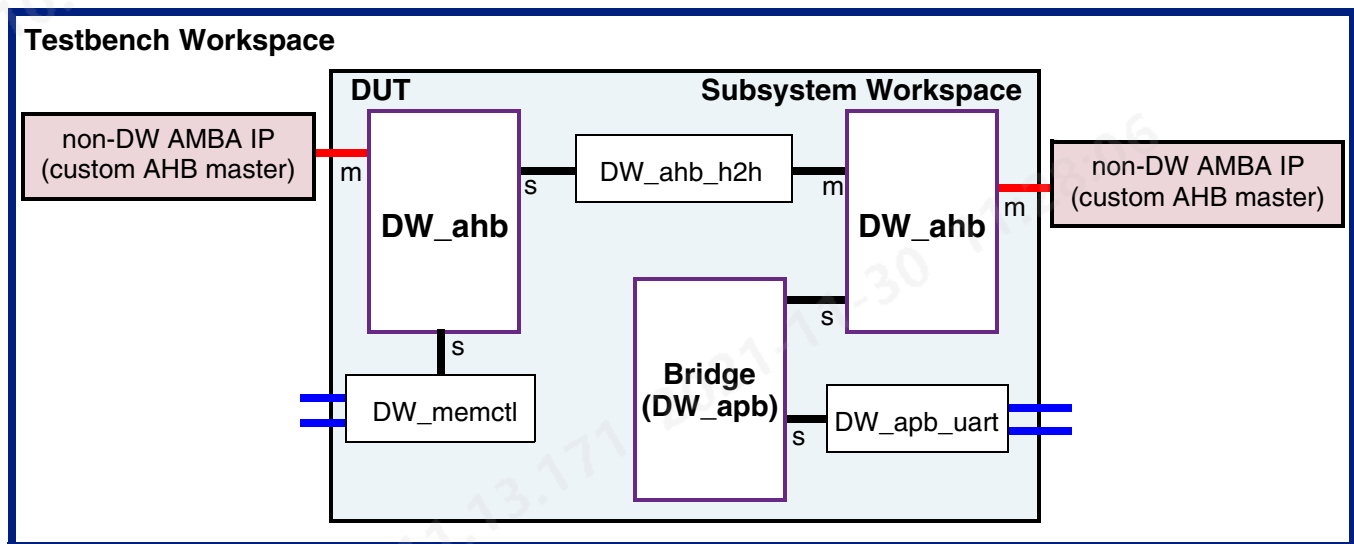 Testbench Workspace
DUT
Subsystem Workspace
non-DW AMBA IP
(custom AHB master)
m
DW_ahb
s
DW_ahb_h2h
m
DW_ahb
m
non-DW AMBA IP
(custom AHB master)
s
DW_memctl
s
Bridge
(DW_apb)
s
DW_apb_uart